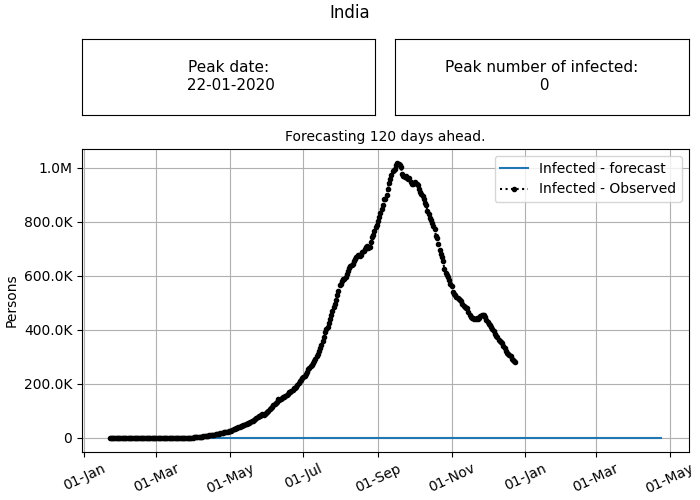 India
Peak date:
22-01-2020
Peak number of infected:
0
Forecasting 120 days ahead.
Infected - forecast
Infected - Observed
Persons
1.0M
800.0K
600.0K
400.0K
200.0K
0
01-Jan
01-Mar
01-May
01-Jul
01-Sep
01-Nov
01-Jan
01-Mar
01-May